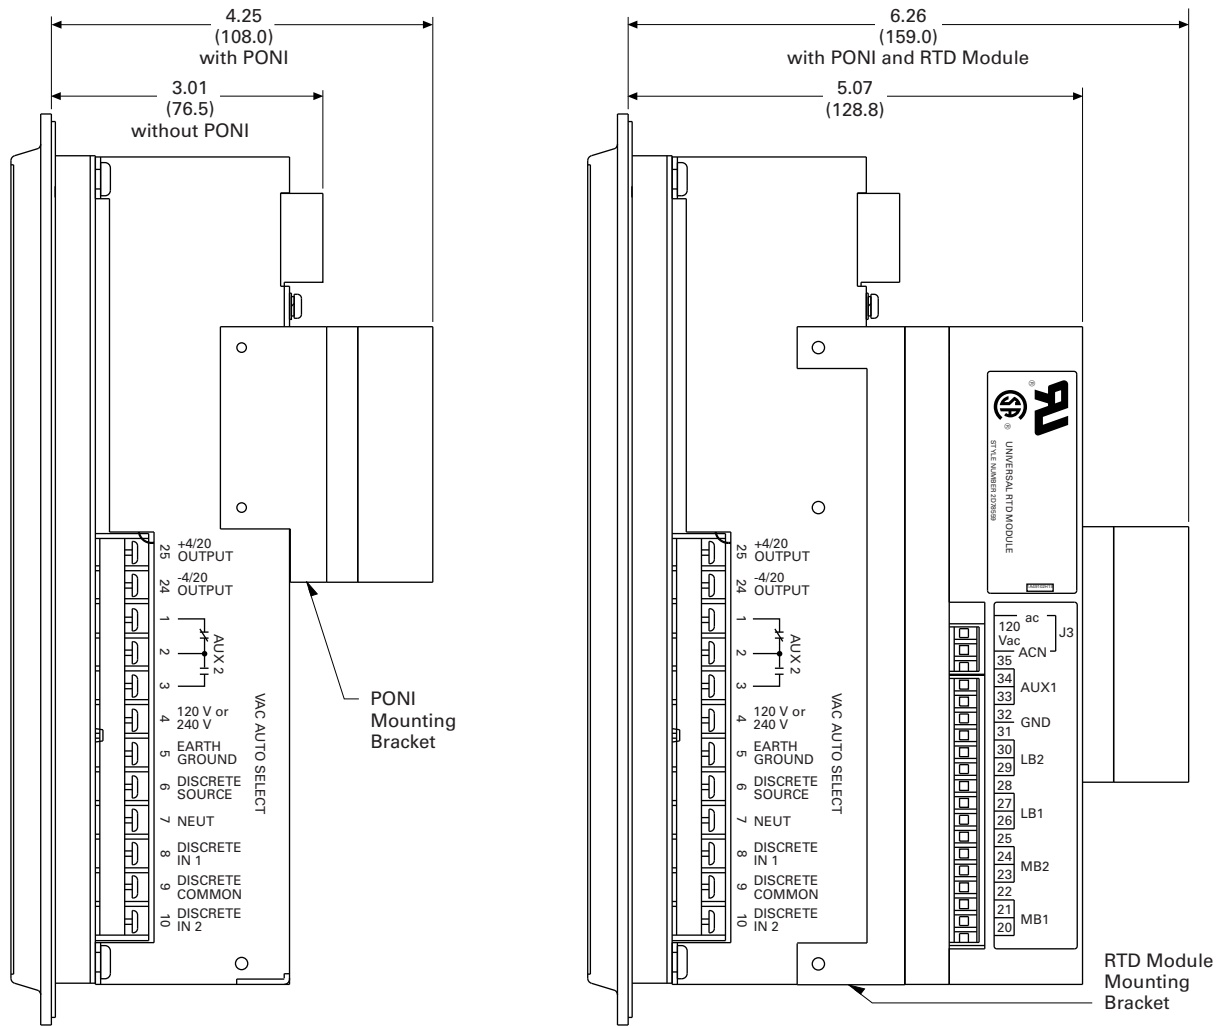 4.25
(108.0)
with PONI
3.01
(76.5)
without PONI
+4/20
25 OUTPUT
-4/20
24 OUTPUT
1
2
3
AUX 2
4
120 V or
240 V
5
EARTH
GROUND
6
DISCRETE
SOURCE
7 NEUT
8
DISCRETE
IN 1
9
DISCRETE
COMMON
10
DISCRETE
IN 2
VAC AUTO SELECT
PONI
Mounting
Bracket
6.26
(159.0)
with PONI and RTD Module
5.07
(128.8)
+4/20
25 OUTPUT
-4/20
24 OUTPUT
1
2
3
AUX 2
4
120 V or
240 V
5
EARTH
GROUND
6
DISCRETE
SOURCE
7 NEUT
8
DISCRETE
IN 1
9
DISCRETE
COMMON
10
DISCRETE
IN 2
VAC AUTO SELECT
®
SA ®
UNIVERSAL RTD MODULE
STYLE NUMBER 2D78559
ac
120
Vac
J3
ACN
35
34
AUX1
33
32
GND
31
30
LB2
29
28
27
LB1
26
25
24
MB2
23
22
21
MB1
20
RTD Module
Mounting
Bracket